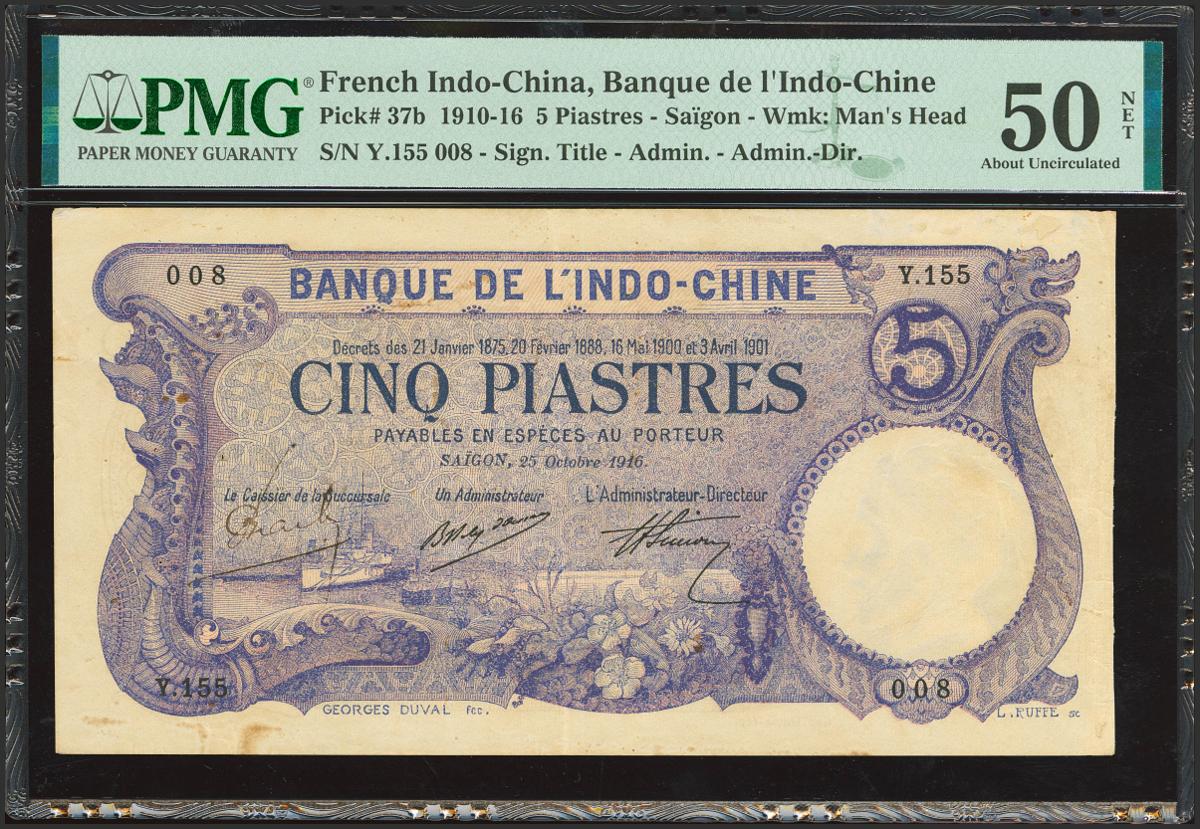 PMG®
PAPER MONEY GUARANTY
French Indo-China, Banque de l'Indo-Chine
Pick# 37b 1910-16 5 Piastres - Saïgon - Wmk: Man's Head
S/N Y.155 008 - Sign. Title - Admin. - Admin.-Dir.
50
NET
About Uncirculated
008
BANQUE DE L'INDO-CHINE
Y.155
5
Décrets des 21 Janvier 1875, 20 Février 1888, 16 Mai 1900 et 3 Avril 1901
CINQ PIASTRES
PAYABLES EN ESPÈCES AU PORTEUR
SAÏGON, 25 Octobre 1916.
Le Caissier de la Succursale
Un Administrateur
L'Administrateur-Directeur
Y.155
008
GEORGES DUVAL fec.
L. RUFFE sc